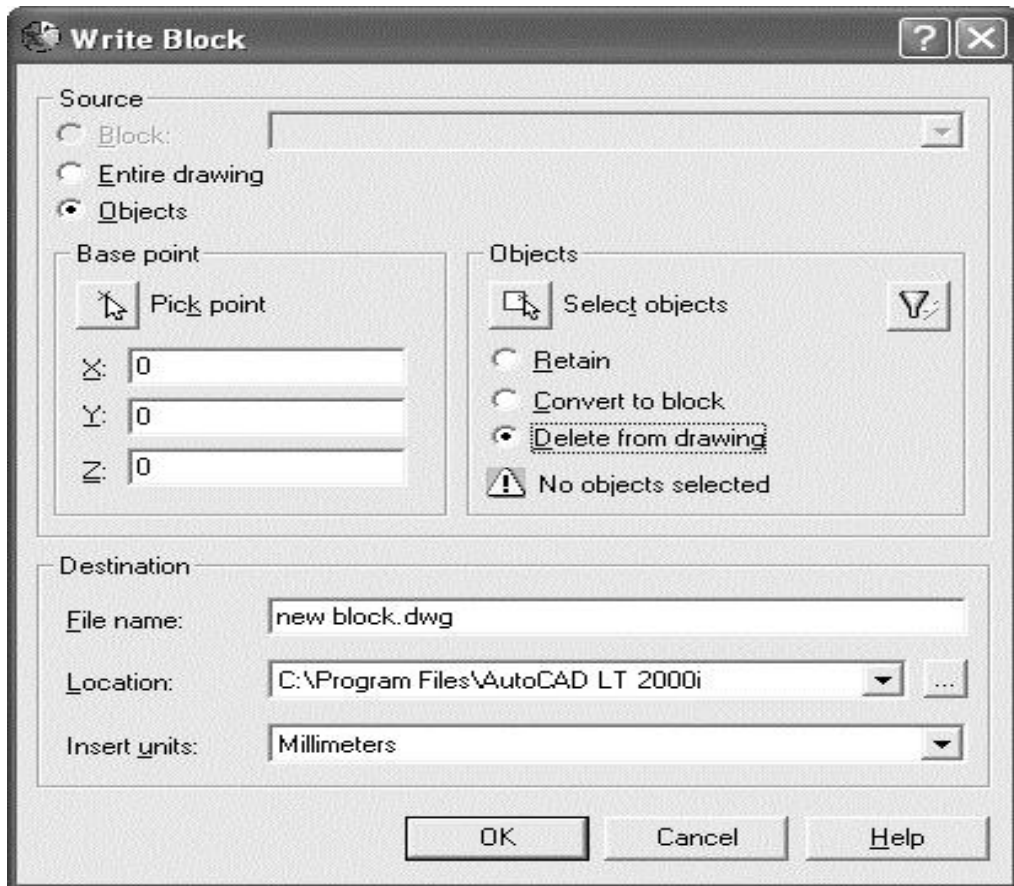 Write Block
Source
Block:
Entire drawing
Objects
Base point
Pick point
X: 0
Y: 0
Z: 0
Objects
Select objects
Retain
Convert to block
Delete from drawing
No objects selected
Destination
File name: new block.dwg
Location: C:\Program Files\AutoCAD LT 2000i ...
Insert units: Millimeters
OK Cancel Help